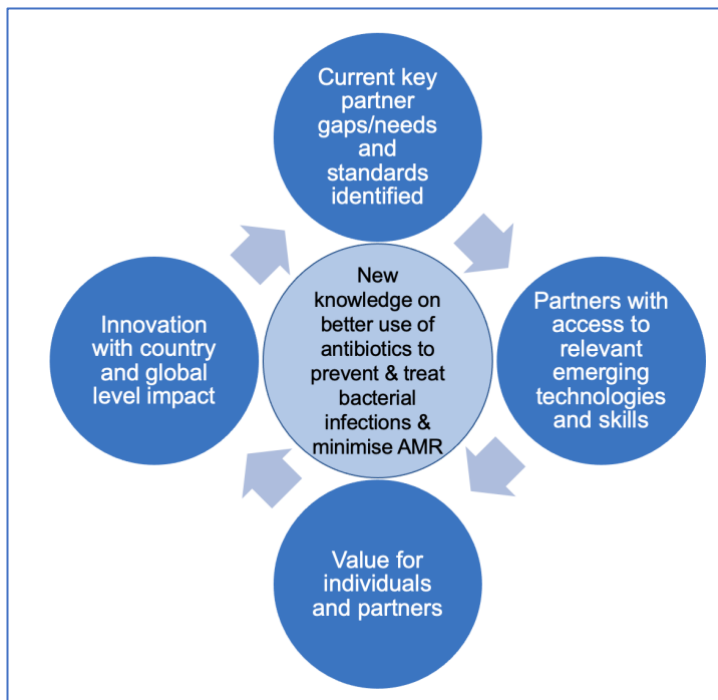 Current key
partner
gaps/needs
and
standards
identified
New
knowledge on
better use of
antibiotics to
prevent & treat
bacterial
infections &
minimise AMR
Partners with
access to
relevant
emerging
technologies
and skills
Value for
individuals
and partners
Innovation
with country
and global
level impact